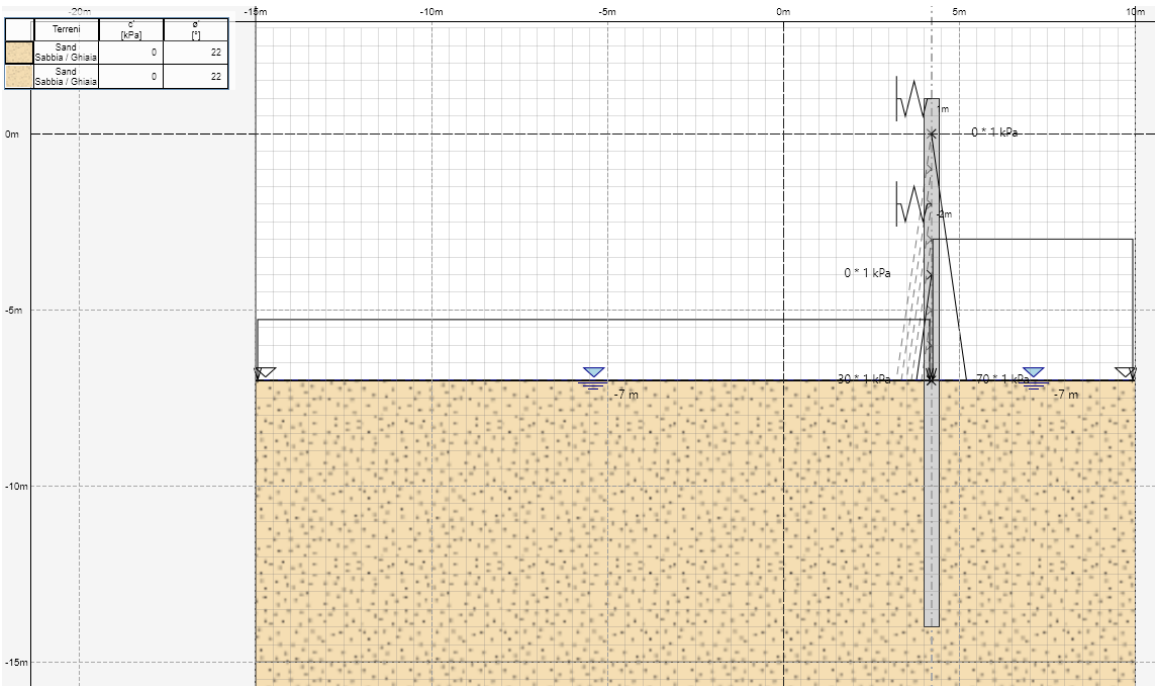 -20m
-15m
-10m
-5m
0m
5m
10m
Terreni
c'
[kPa]
ø'
[°]
Sand
Sabbia / Ghiaia
0
22
Sand
Sabbia / Ghiaia
0
22
1m
0m
0 * 1 kPa
-2m
0 * 1 kPa
-5m
30 * 1 kPa
70 * 1 kPa
-7 m
-7 m
-10m
-15m